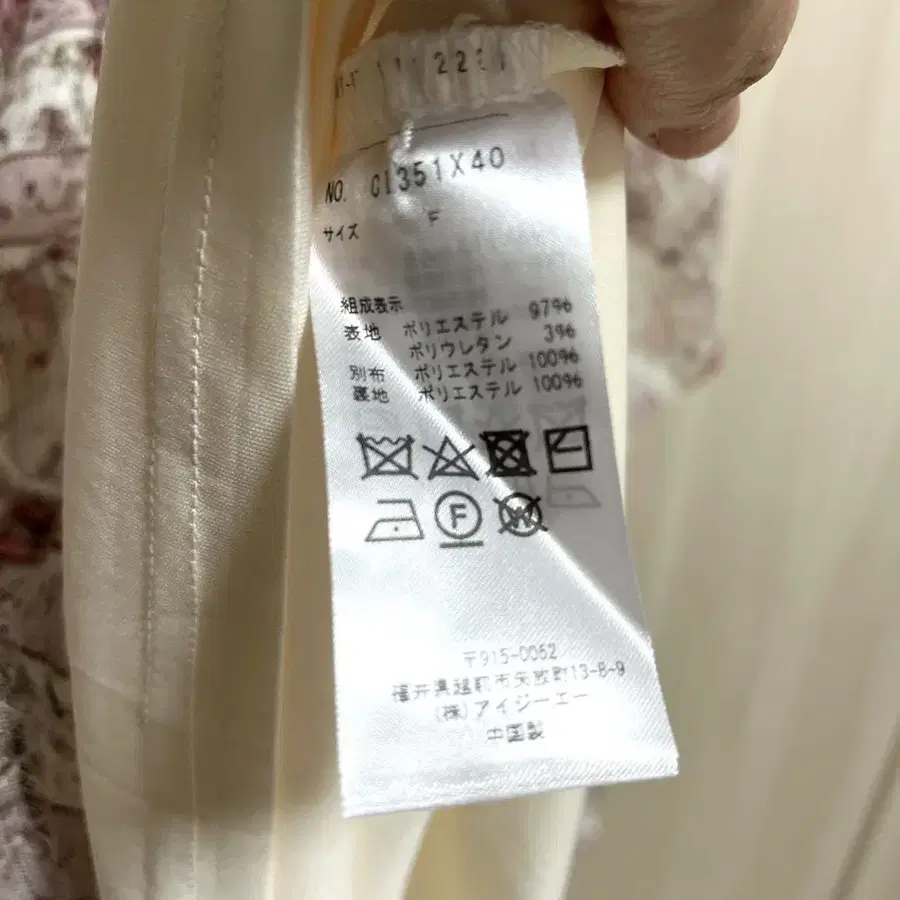 NO. CI351X40
サイズ F
組成表示
表地 ポリエステル 97%
ポリウレタン 3%
別布 ポリエステル 100%
裏地 ポリエステル 100%
F
W
〒915-0062
福井県越前市矢放町13-8-9
(株)アイジーエー
中国製